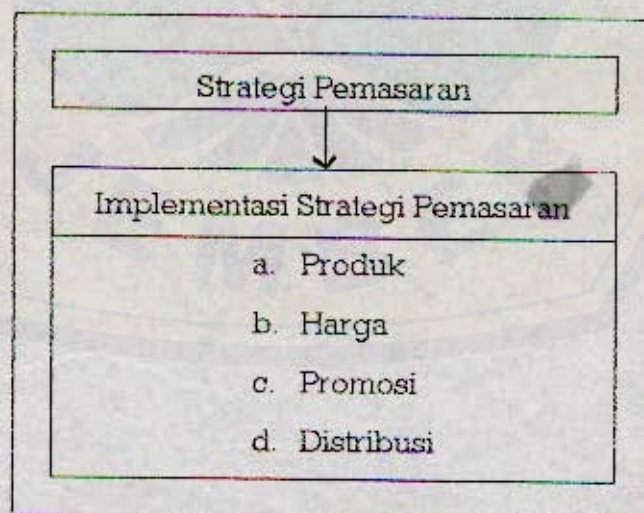 Strategi Pemasaran
Implementasi Strategi Pemasaran
a. Produk
b. Harga
c. Promosi
d. Distribusi